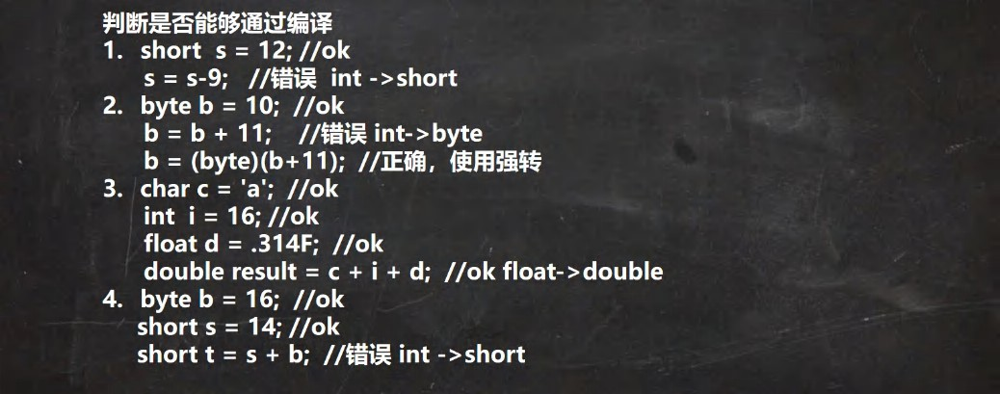 判断是否能够通过编译
1. short s = 12; //ok
s = s-9; //错误 int ->short
2. byte b = 10; //ok
b = b + 11; //错误 int->byte
b = (byte)(b+11); //正确，使用强转
3. char c = 'a'; //ok
int i = 16; //ok
float d = .314F; //ok
double result = c + i + d; //ok float->double
4. byte b = 16; //ok
short s = 14; //ok
short t = s + b; //错误 int ->short